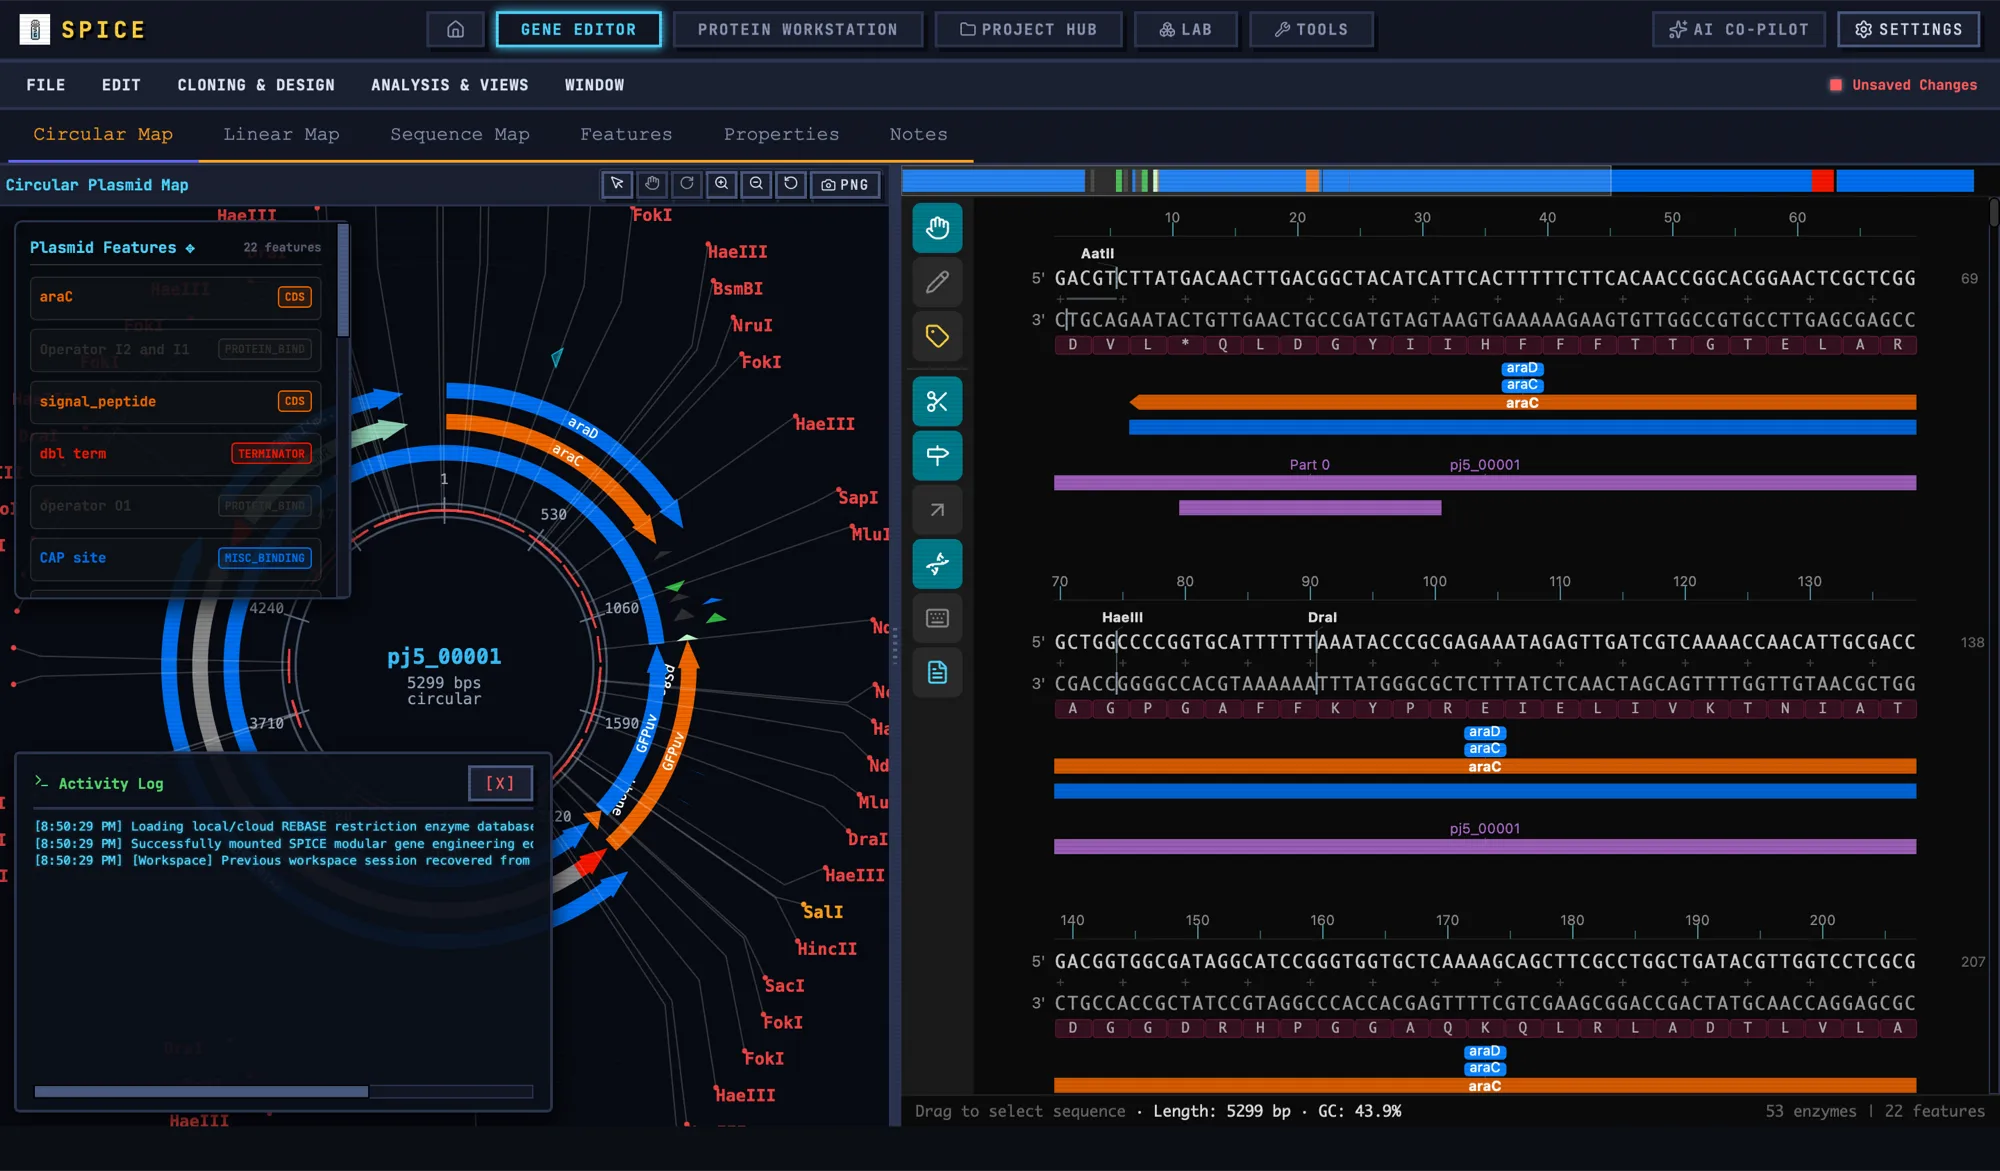 SPICE
GENE EDITOR
PROTEIN WORKSTATION
PROJECT HUB
LAB
TOOLS
AI CO-PILOT
SETTINGS
FILE
EDIT
CLONING & DESIGN
ANALYSIS & VIEWS
WINDOW
Unsaved Changes
Circular Map
Linear Map
Sequence Map
Features
Properties
Notes
Circular Plasmid Map
PNG
Plasmid Features
22 features
araC CDS
Operator I2 and I1 PROTEIN_BIND
signal_peptide CDS
dbl term TERMINATOR
operator O1 PROTEIN_BIND
CAP site MISC_BINDING
HaeIII
FokI
HaeIII
BsmBI
NruI
FokI
HaeIII
SapI
MluI
DraI
HaeIII
SalI
HincII
SacI
FokI
FokI
HaeIII
HaeIII
araD
araC
GFPuv
GFPuv
1
530
1060
1590
3710
4240
pj5_00001
5299 bps
circular
>_ Activity Log
[X]
[8:50:29 PM] Loading local/cloud REBASE restriction enzyme database
[8:50:29 PM] Successfully mounted SPICE modular gene engineering
[8:50:29 PM] [Workspace] Previous workspace session recovered from
10 20 30 40 50 60
AatII
5' GACGTCTTATGACAACTTGACGGCTACATCATTCACTTTTTCTTCACAACCGGCACGGAACTCGCTCGG 69
3' CTGCAGAATACTGTTGAACTGCCGATGTAGTAAGTGAAAAAGAAGTGTTGGCCGTGCCTTGAGCGAGCC
D V L * Q L D G Y I I H F F F T T G T E L A R
araD
araC
araC
Part 0 pj5_00001
70 80 90 100 110 120 130
HaeIII DraI
5' GCTGGCCCCGGTGCATTTTTTAAATACCCGCGAGAAATAGAGTTGATCGTCAAAACCAACATTGCGACC 138
3' CGACCGGGGCCACGTAAAAAATTTATGGGCGCTCTTTATCTCAACTAGCAGTTTTGGTTGTAACGCTGG
A G P G A F F K Y P R E I E L I V K T N I A T
araD
araC
araC
pj5_00001
140 150 160 170 180 190 200
5' GACGGTGGCGATAGGCATCCGGGTGGTGCTCAAAAGCAGCTTCGCCTGGCTGATACGTTGGTCCTCGCG 207
3' CTGCCACCGCTATCCGTAGGCCCACCACGAGTTTTCGTCGAAGCGGACCGACTATGCAACCAGGAGCGC
D G G D R H P G G A Q K Q L R L A D T L V L A
araD
araC
araC
Drag to select sequence · Length: 5299 bp · GC: 43.9%
53 enzymes | 22 features